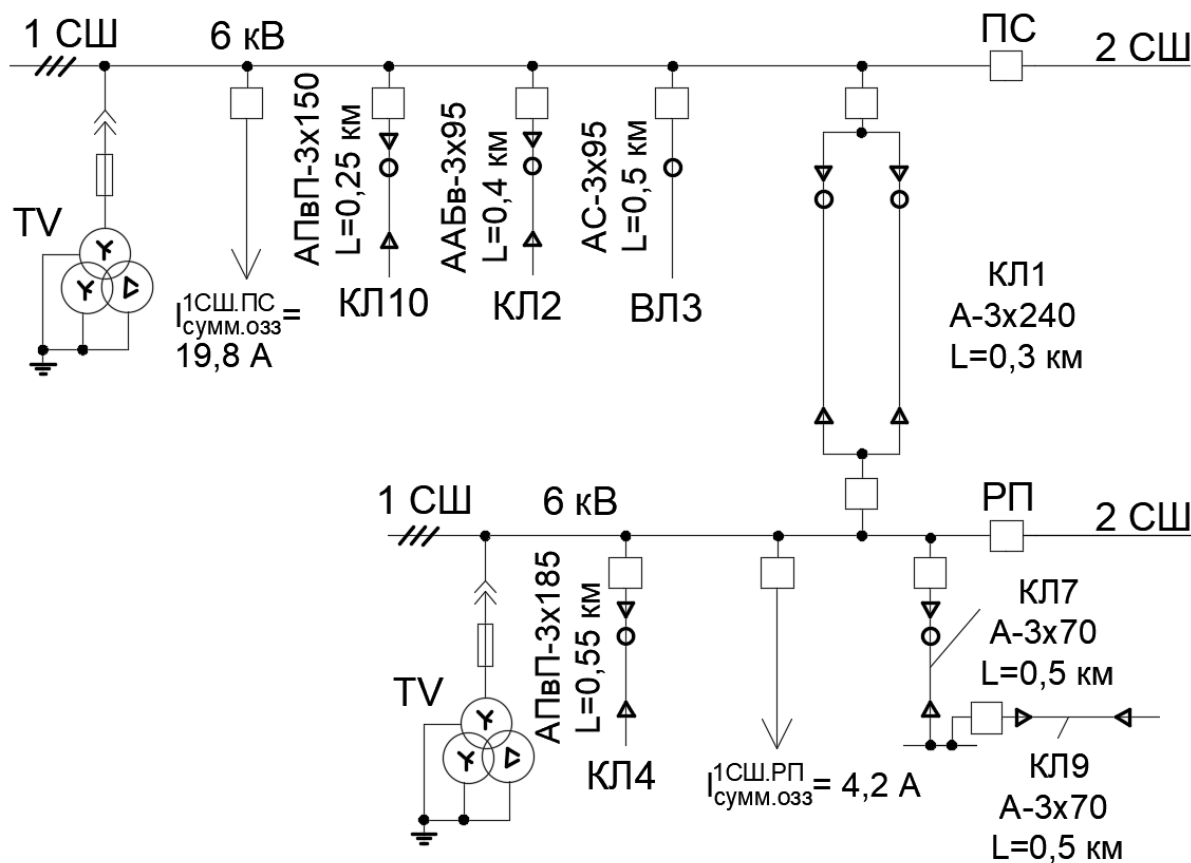 1 СШ
6 кВ
ПС
2 СШ
АПвП-3х150
L=0,25 км
ААБв-3х95
L=0,4 км
АС-3х95
L=0,5 км
TV
I 1СШ.ПС сумм.озз =
19,8 А
КЛ10
КЛ2
ВЛ3
КЛ1
А-3х240
L=0,3 км
1 СШ
6 кВ
РП
2 СШ
АПвП-3х185
L=0,55 км
КЛ7
А-3х70
L=0,5 км
TV
КЛ4
I 1СШ.РП сумм.озз = 4,2 А
КЛ9
А-3х70
L=0,5 км